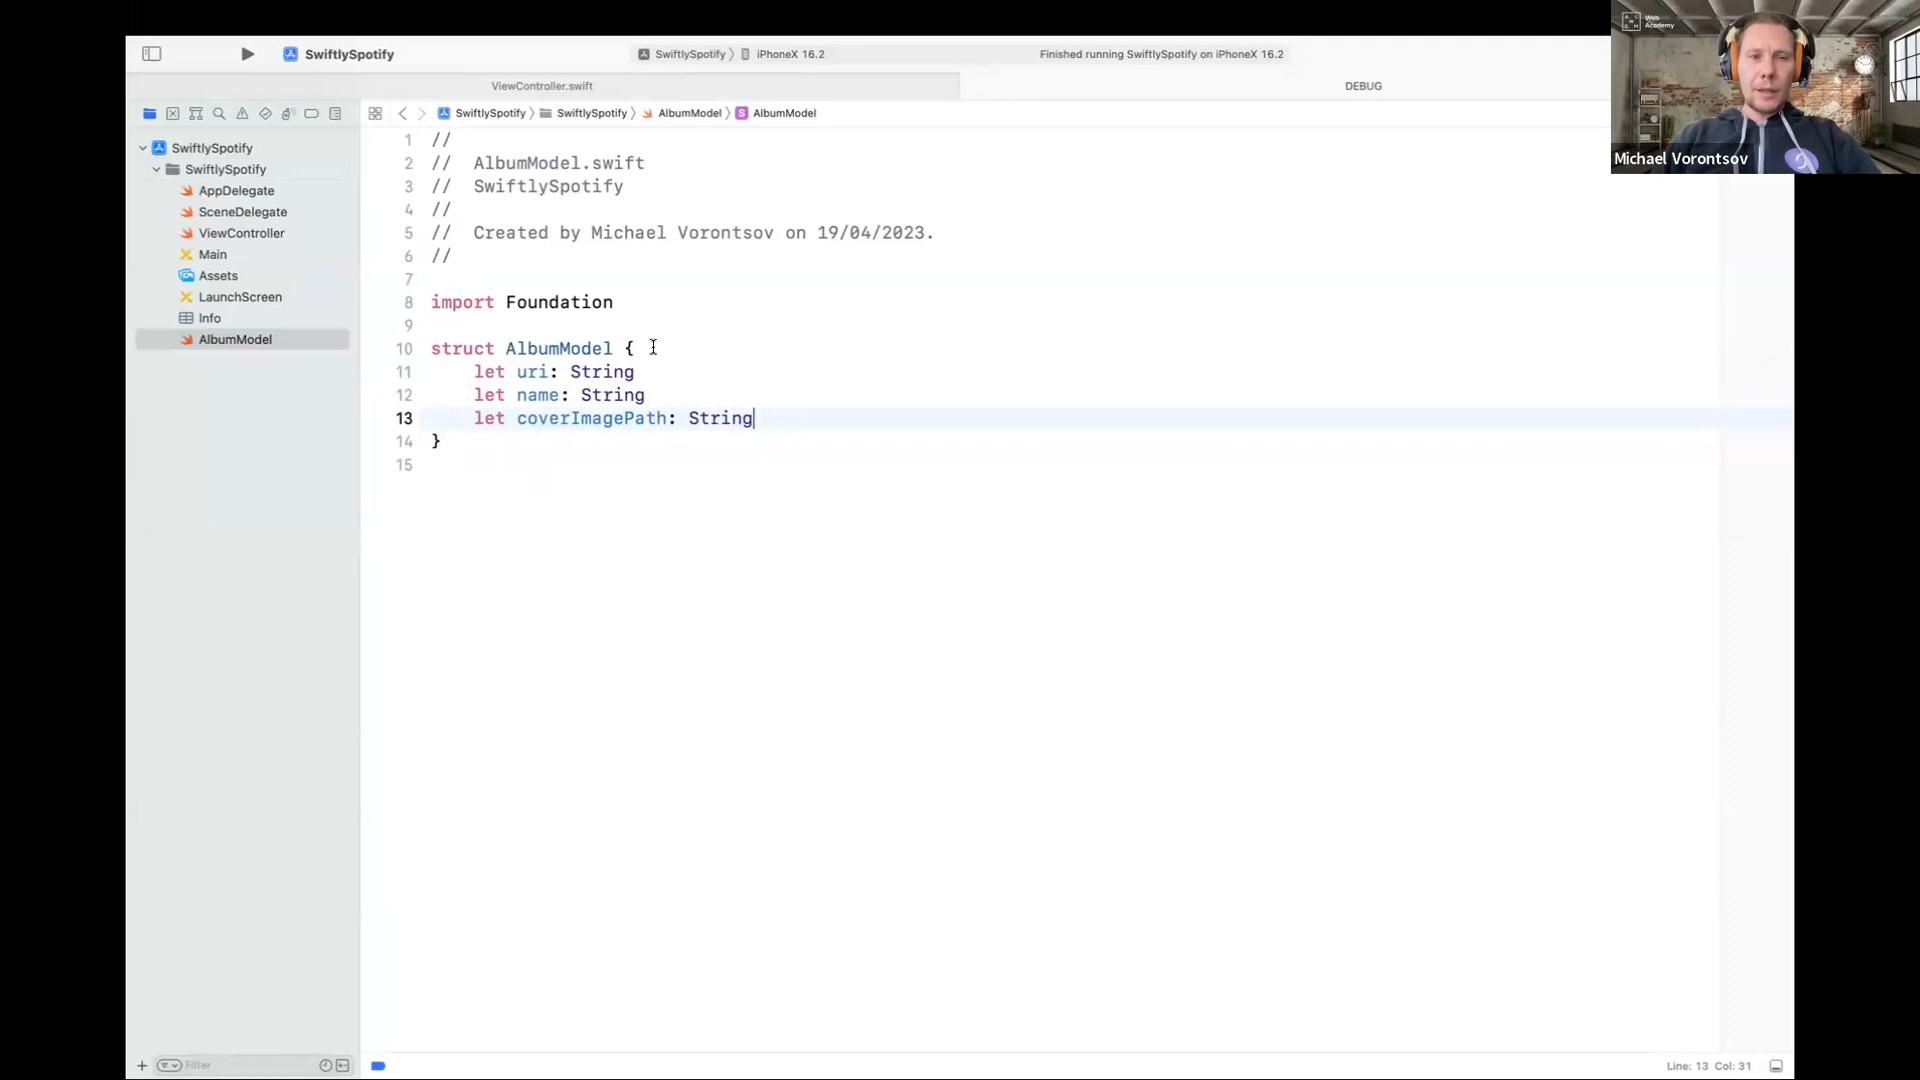 Web
Academy
SwiftlySpotify
SwiftlySpotify
iPhoneX 16.2
Finished running SwiftlySpotify on iPhoneX 16.2
ViewController.swift
DEBUG
SwiftlySpotify
SwiftlySpotify
AlbumModel
S
AlbumModel
Michael Vorontsov
SwiftlySpotify
SwiftlySpotify
AppDelegate
SceneDelegate
ViewController
Main
Assets
LaunchScreen
Info
AlbumModel
1 //
2 // AlbumModel.swift
3 // SwiftlySpotify
4 //
5 // Created by Michael Vorontsov on 19/04/2023.
6 //
7
8 import Foundation
9
10 struct AlbumModel {
11 let uri: String
12 let name: String
13 let coverImagePath: String
14 }
15
Filter
Line: 13 Col: 31